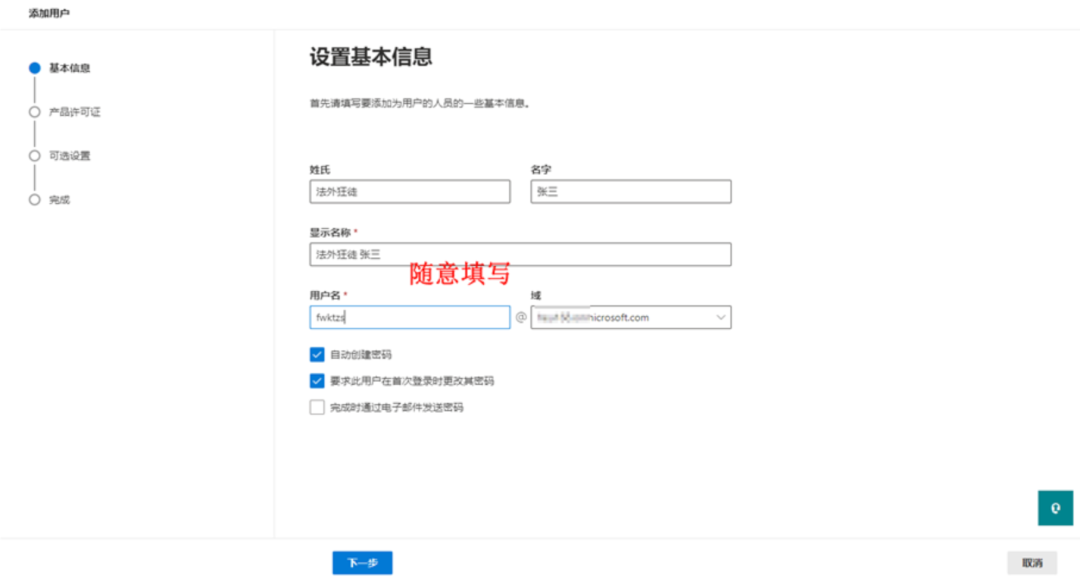 添加用户
基本信息
产品许可证
可选设置
完成
设置基本信息
首先请填写要添加为用户的人员的一些基本信息。
姓氏 名字
法外狂徒 张三
显示名称 *
法外狂徒 张三
随意填写
用户名 * 域
fwktzs @ microsoft.com
自动创建密码
要求此用户在首次登录时更改其密码
完成时通过电子邮件发送密码
下一步 取消